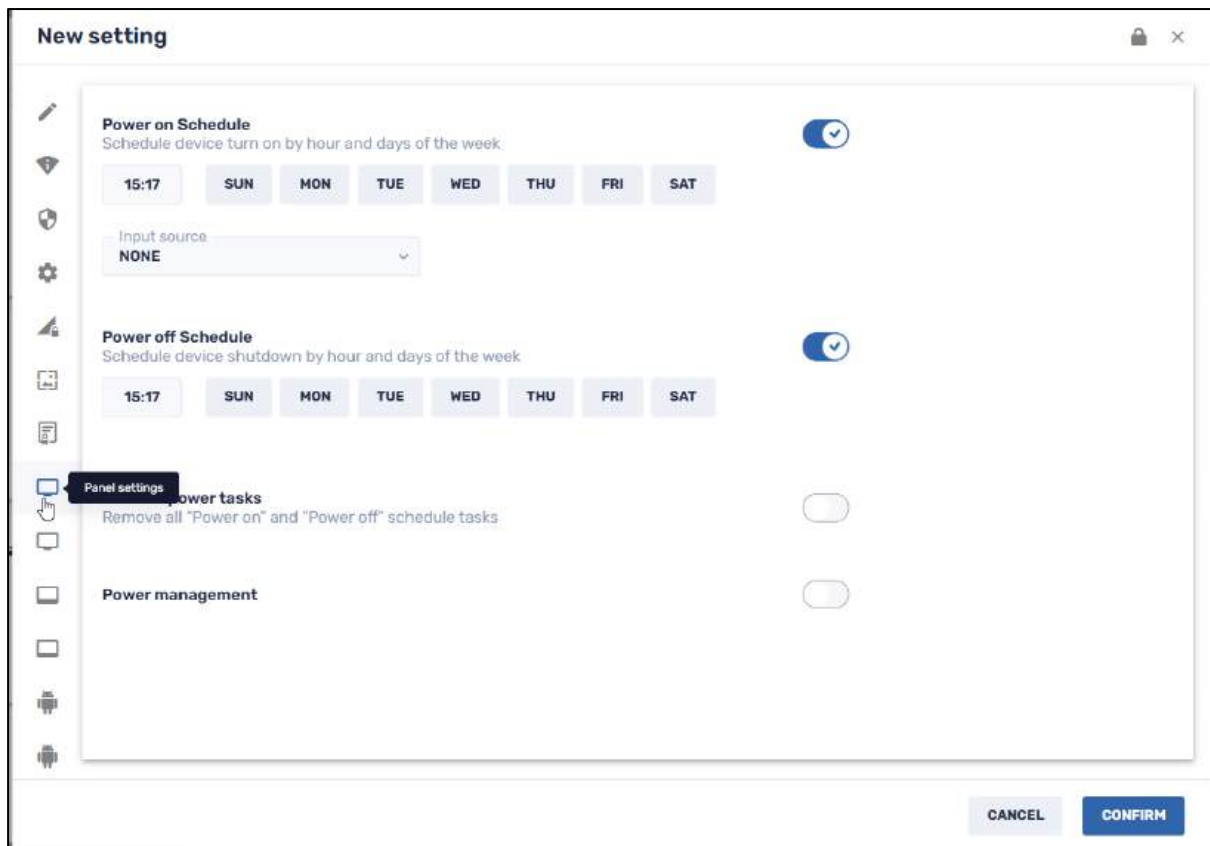 New setting
Power on Schedule
Schedule device turn on by hour and days of the week
15:17 SUN MON TUE WED THU FRI SAT
Input source
NONE
Power off Schedule
Schedule device shutdown by hour and days of the week
15:17 SUN MON TUE WED THU FRI SAT
Panel settings
power tasks
Remove all "Power on" and "Power off" schedule tasks
Power management
CANCEL CONFIRM